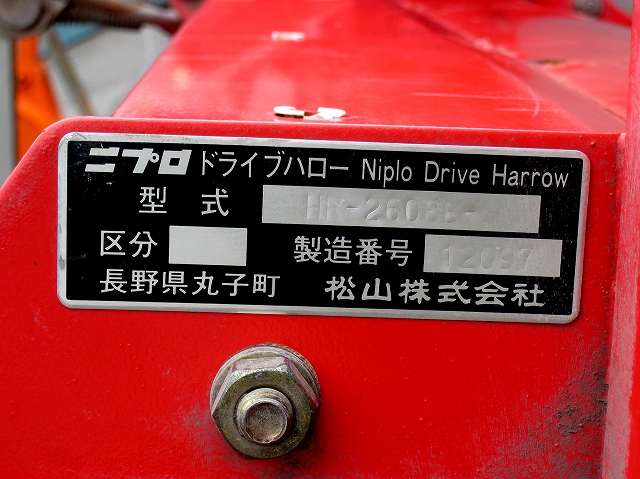 ニプロ ドライブハロー Niplo Drive Harrow
型式
区分 製造番号 12097
長野県丸子町 松山株式会社